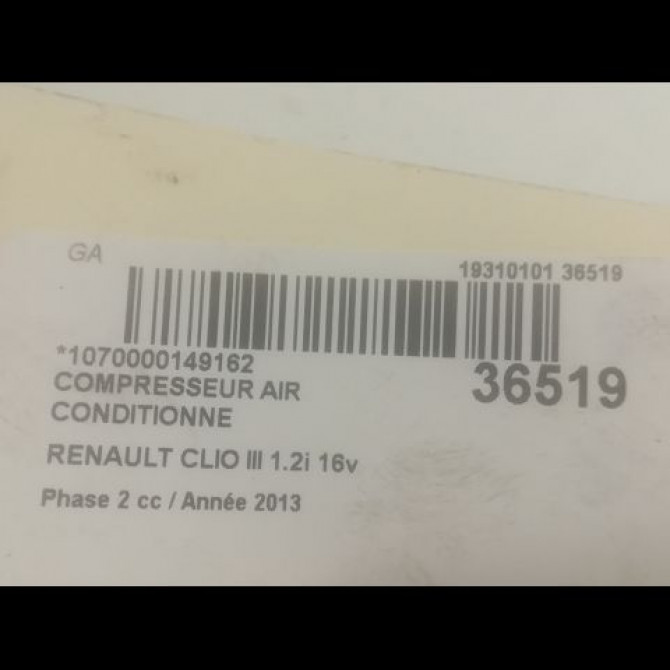 GA
19310101 36519
*1070000149162
36519
COMPRESSEUR AIR
CONDITIONNE
RENAULT CLIO III 1.2i 16v
Phase 2 cc / Année 2013